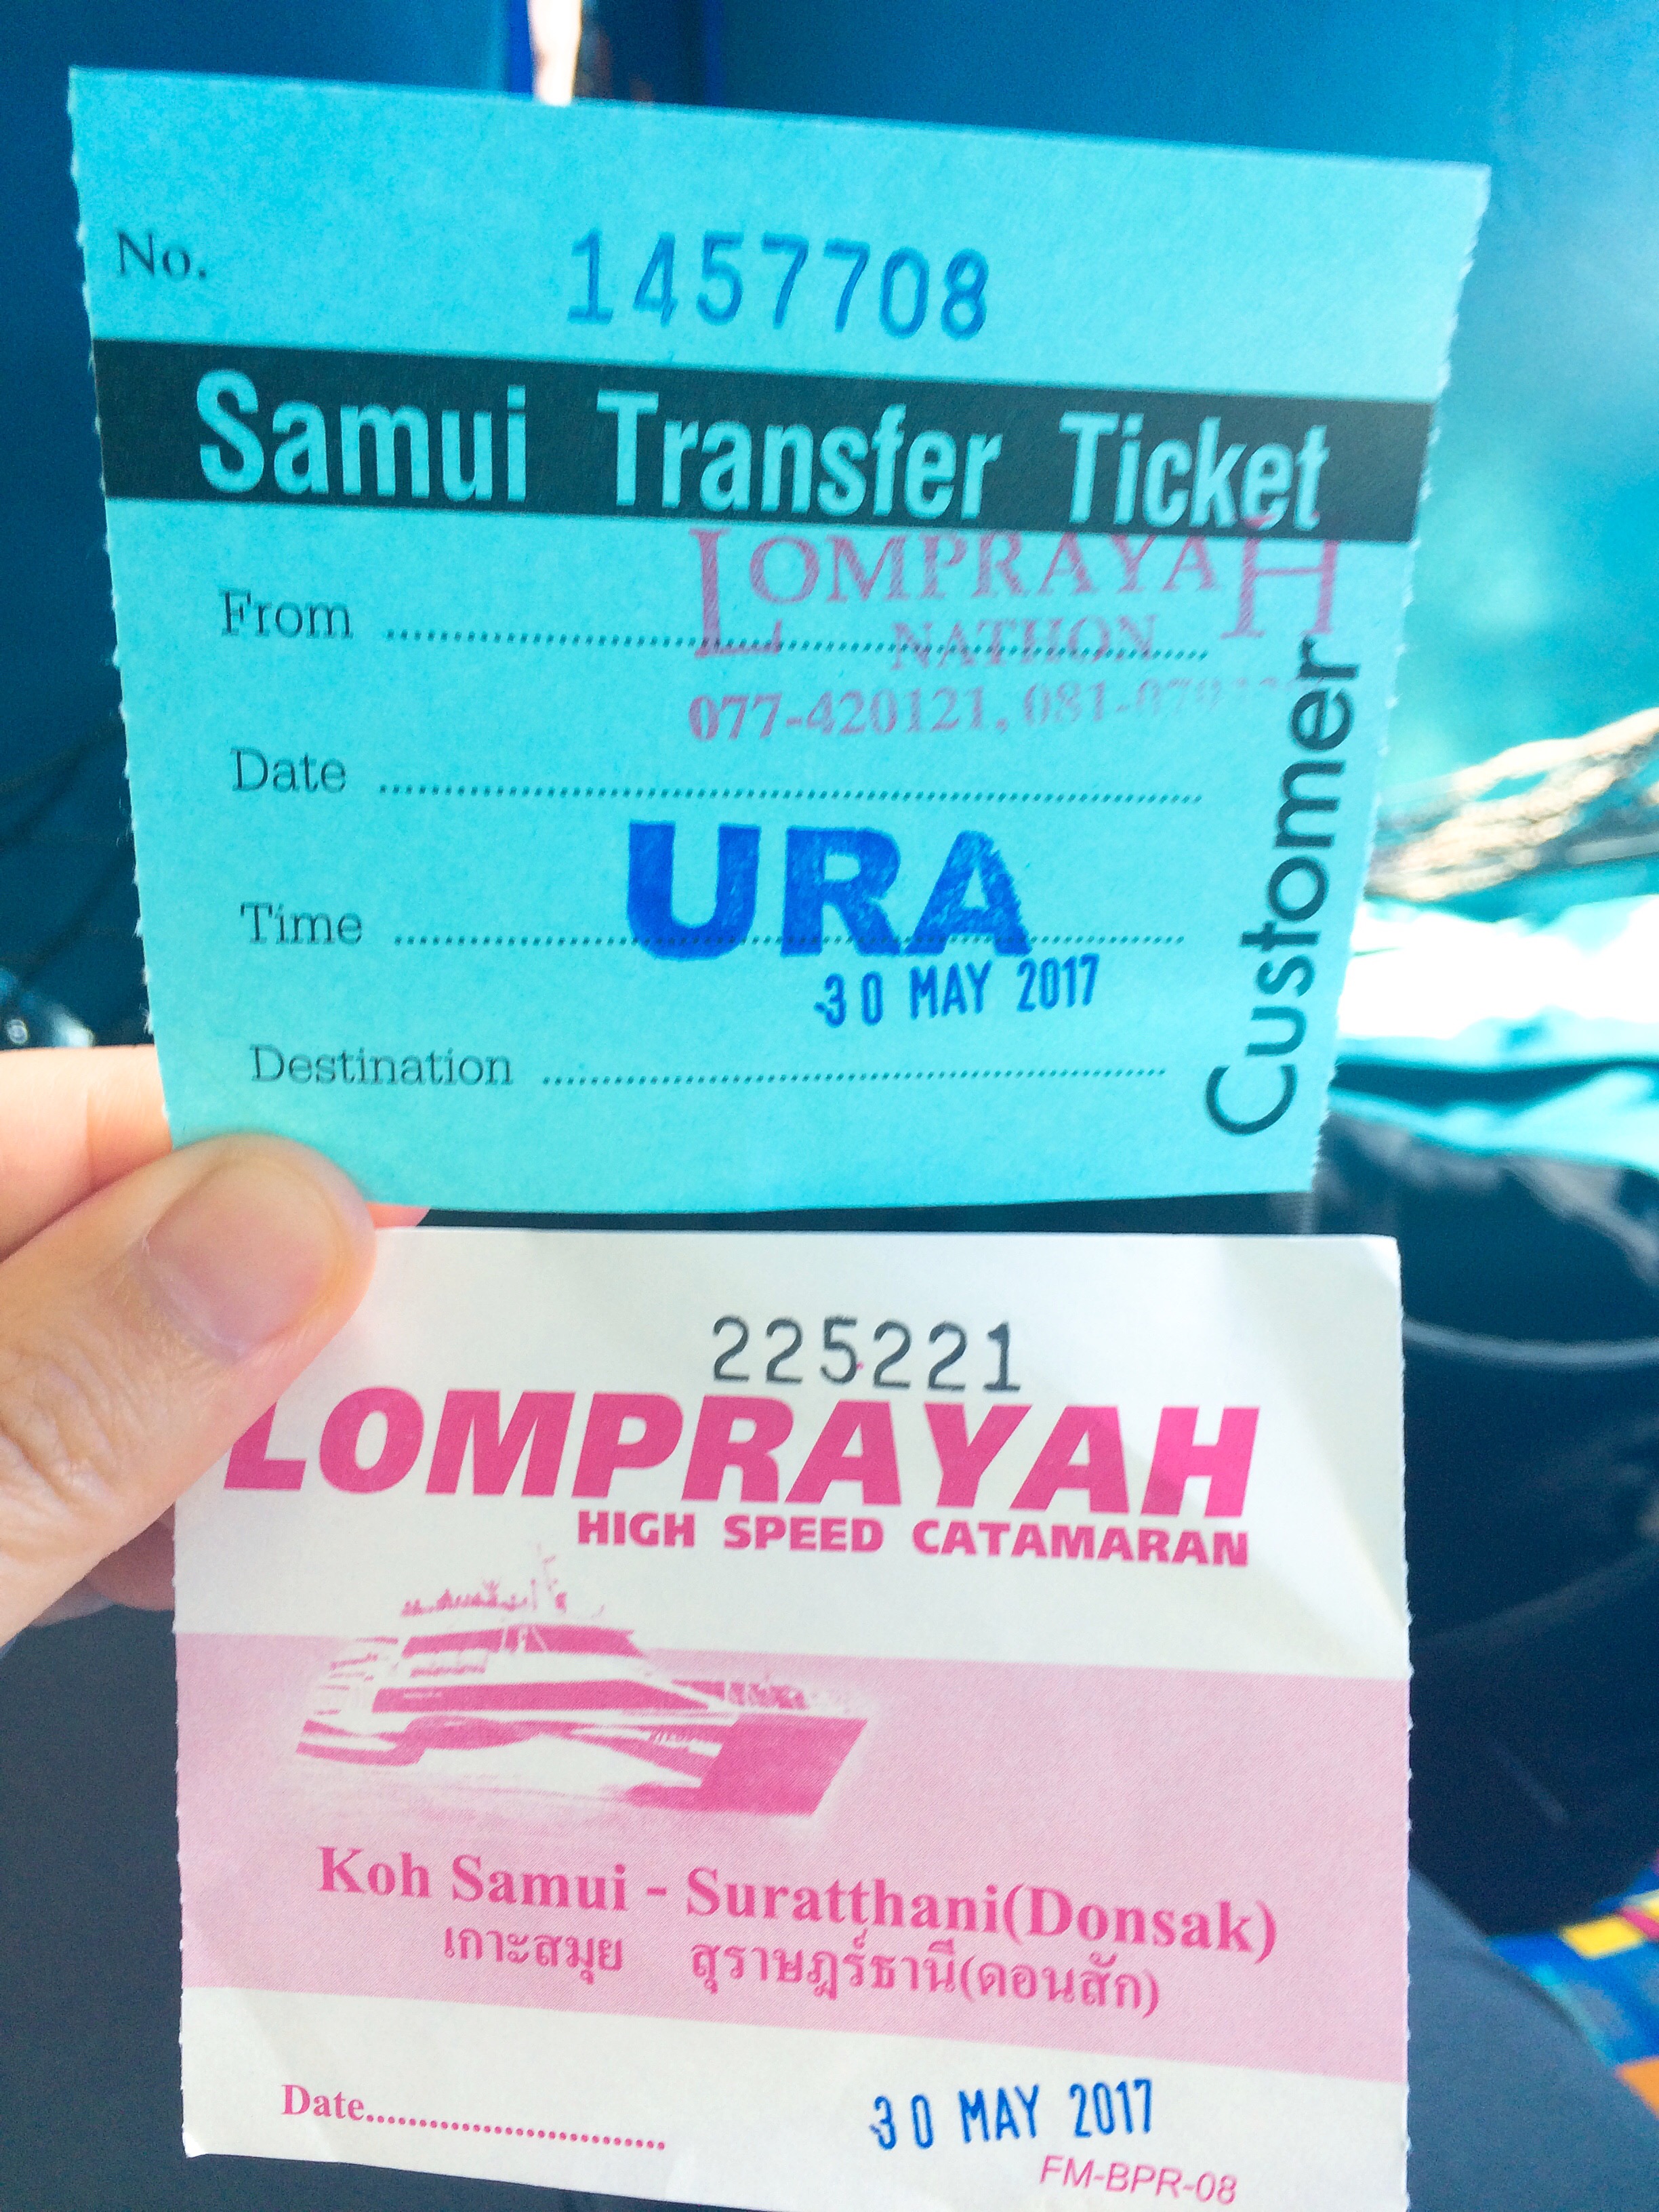 No. 1457708
Samui Transfer Ticket
LOMPRAYAH
From
NATHON
077-420121,
Date
URA
Time
30 MAY 2017
Destination
Customer
225221
LOMPRAYAH
HIGH SPEED CATAMARAN
Koh Samui - Suratthani(Donsak)
เกาะสมุย สุราษฎร์ธานี(ดอนสัก)
Date
30 MAY 2017
FM-BPR-08